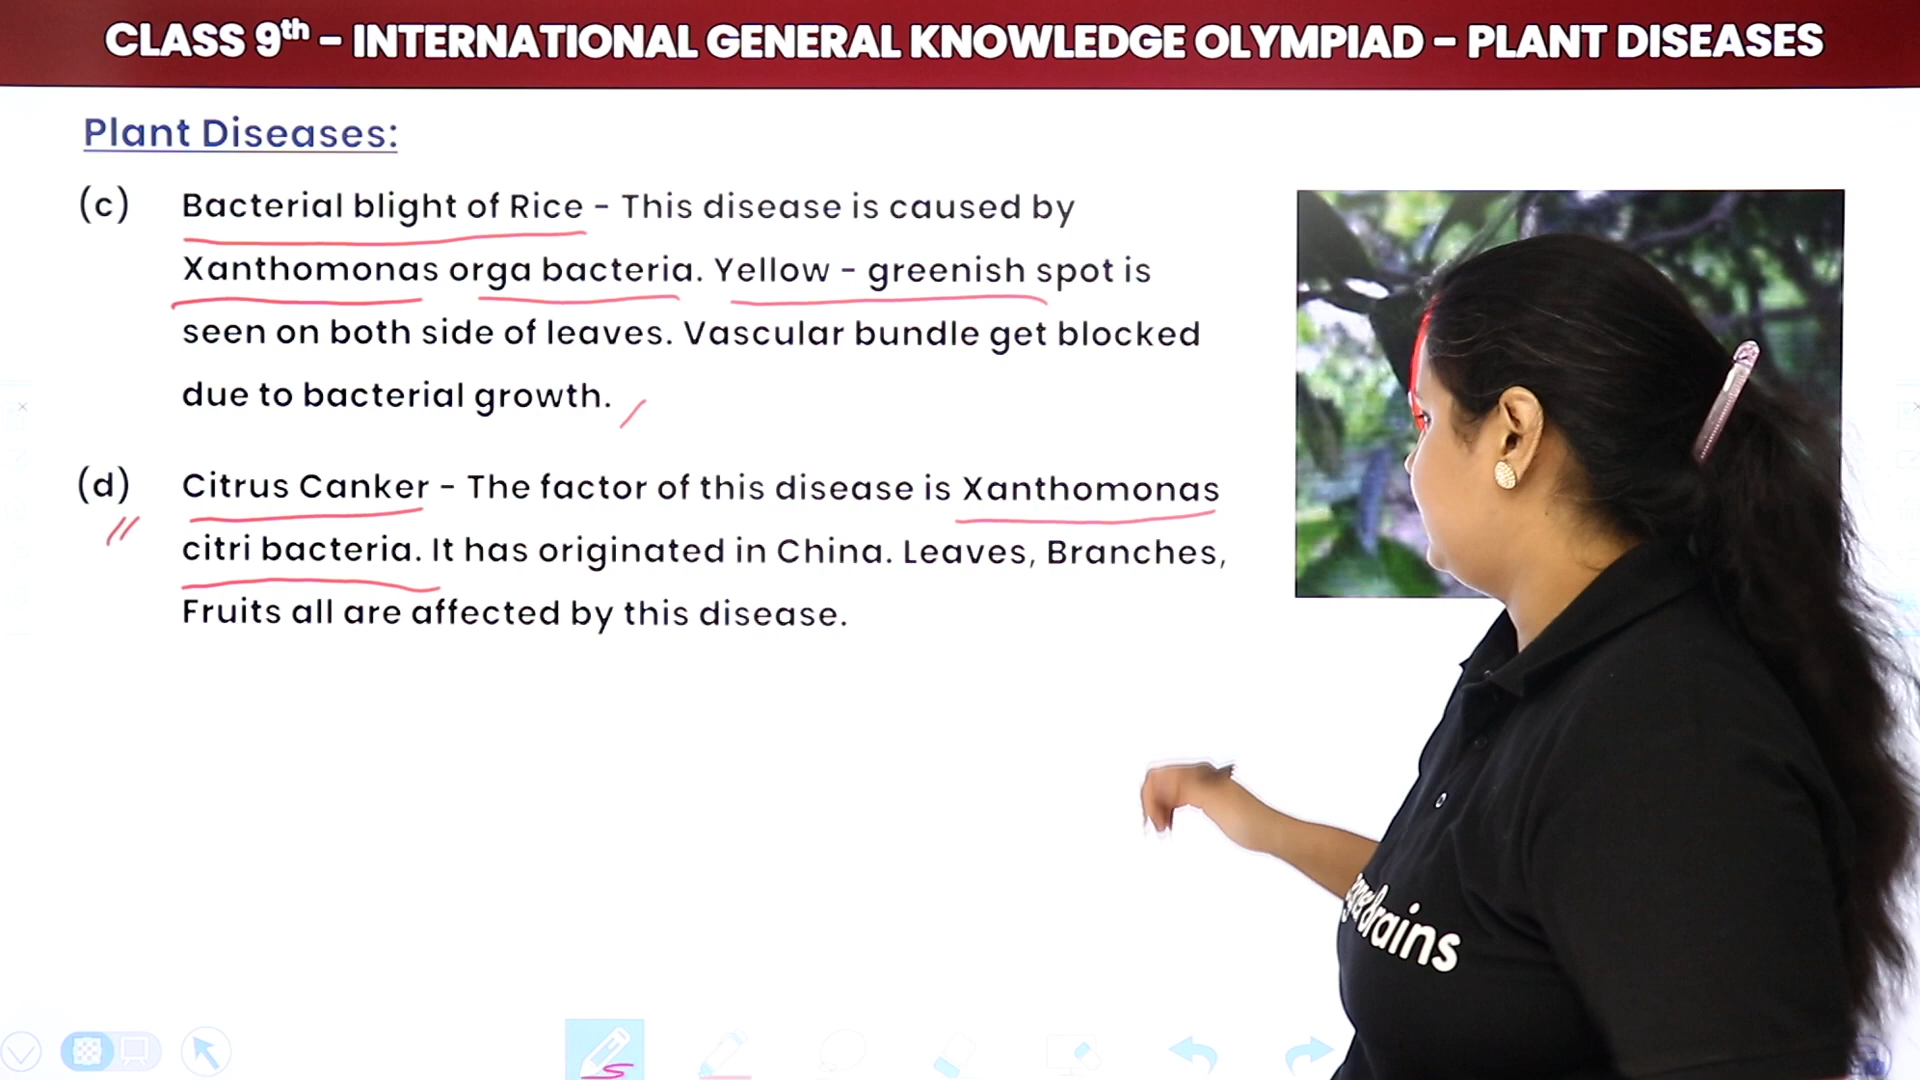 CLASS 9th - INTERNATIONAL GENERAL KNOWLEDGE OLYMPIAD - PLANT DISEASES
Plant Diseases:
(c) Bacterial blight of Rice - This disease is caused by
Xanthomonas orga bacteria. Yellow - greenish spot is
seen on both side of leaves. Vascular bundle get blocked
due to bacterial growth.
(d) Citrus Canker - The factor of this disease is Xanthomonas
citri bacteria. It has originated in China. Leaves, Branches,
Fruits all are affected by this disease.
Brains